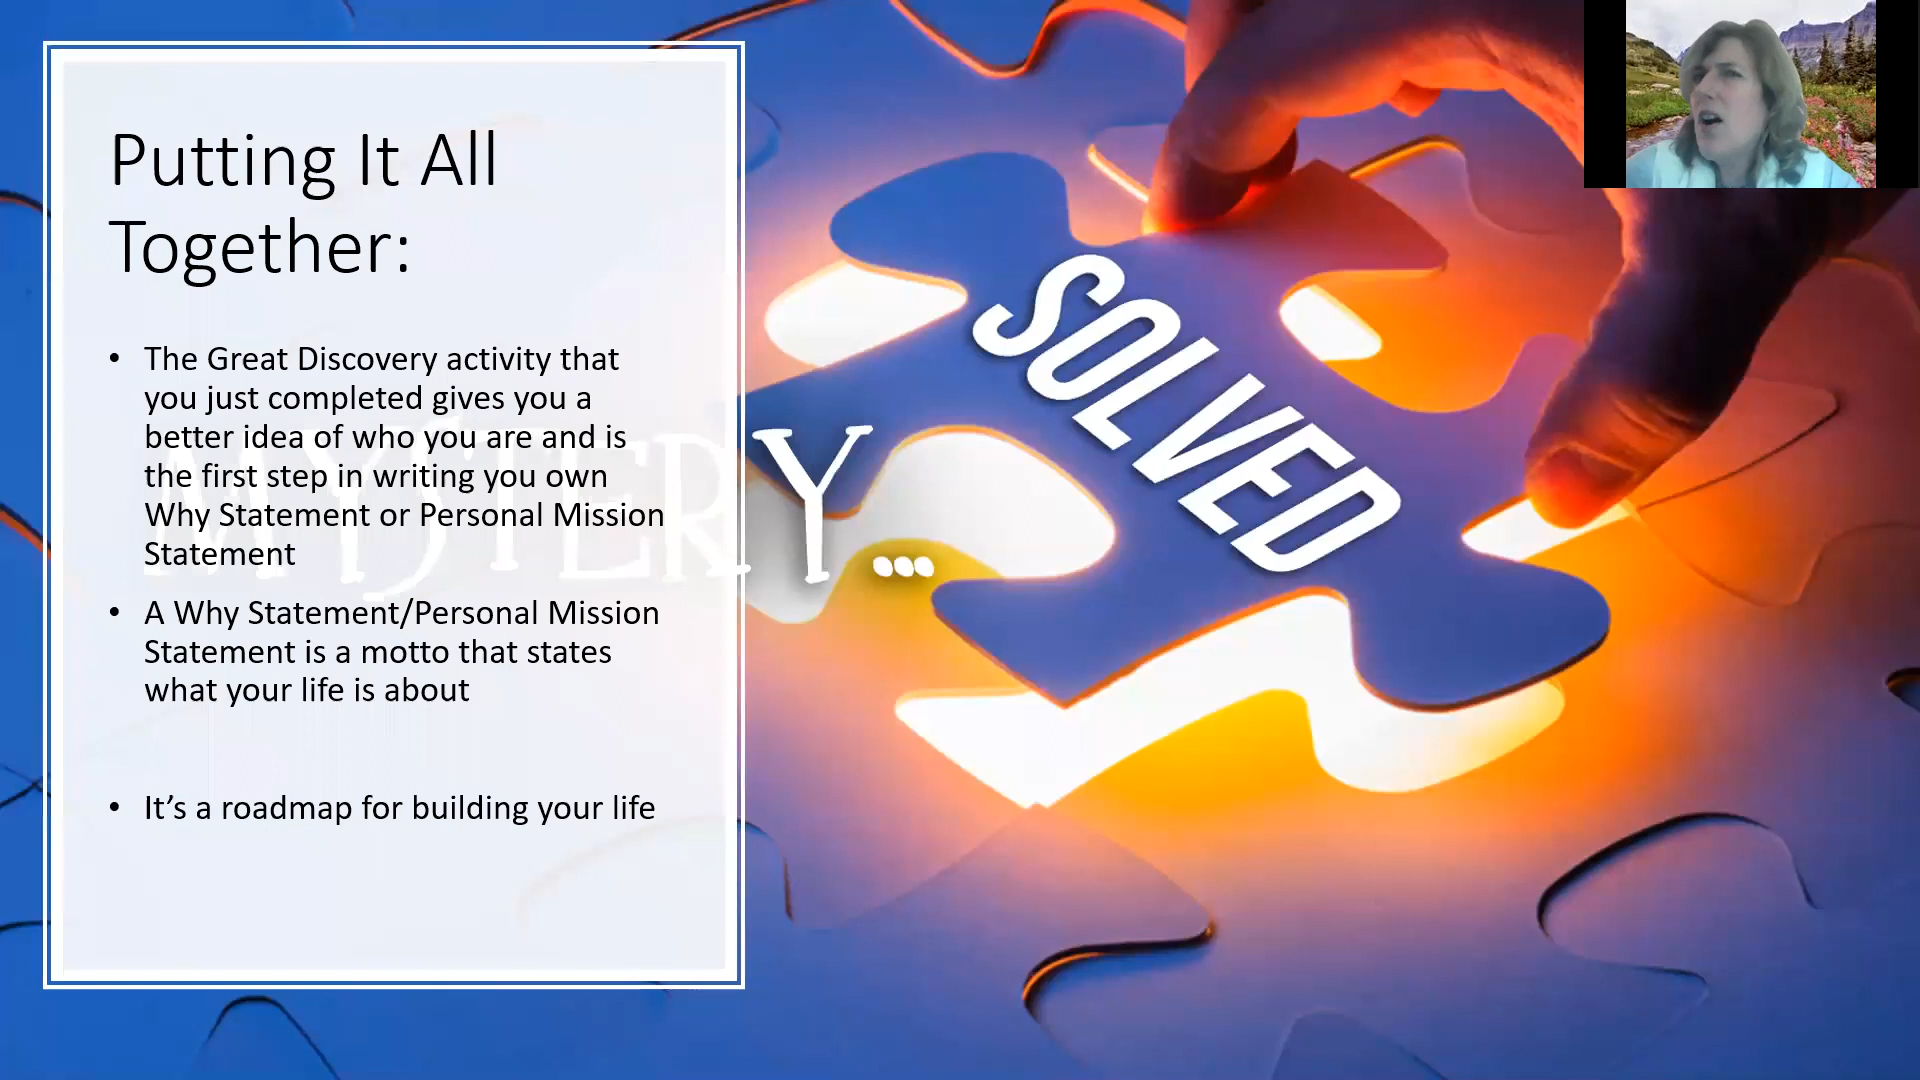 Putting It All
Together:
• The Great Discovery activity that
you just completed gives you a
better idea of who you are and is
the first step in writing you own
Why Statement or Personal Mission
Statement
• A Why Statement/Personal Mission
Statement is a motto that states
what your life is about
• It’s a roadmap for building your life
MYSTERY...
SOLVED